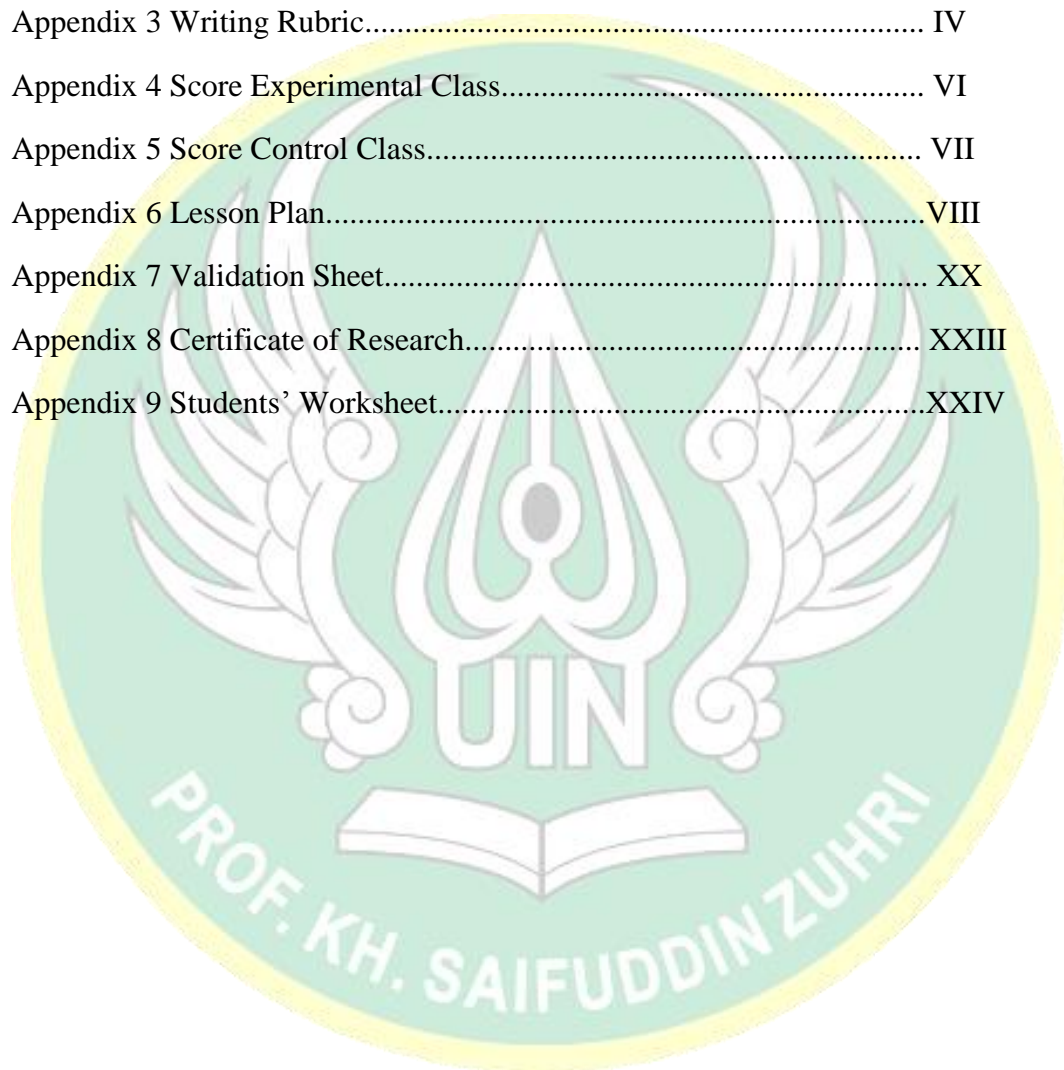 Appendix 3 Writing Rubric...................................................................... IV
Appendix 4 Score Experimental Class..................................................... VI
Appendix 5 Score Control Class.............................................................. VII
Appendix 6 Lesson Plan...........................................................................VIII
Appendix 7 Validation Sheet.................................................................... XX
Appendix 8 Certificate of Research......................................................... XXIII
Appendix 9 Students’ Worksheet.............................................................XXIV
UIN
PROF. KH. SAIFUDDIN ZUHRI